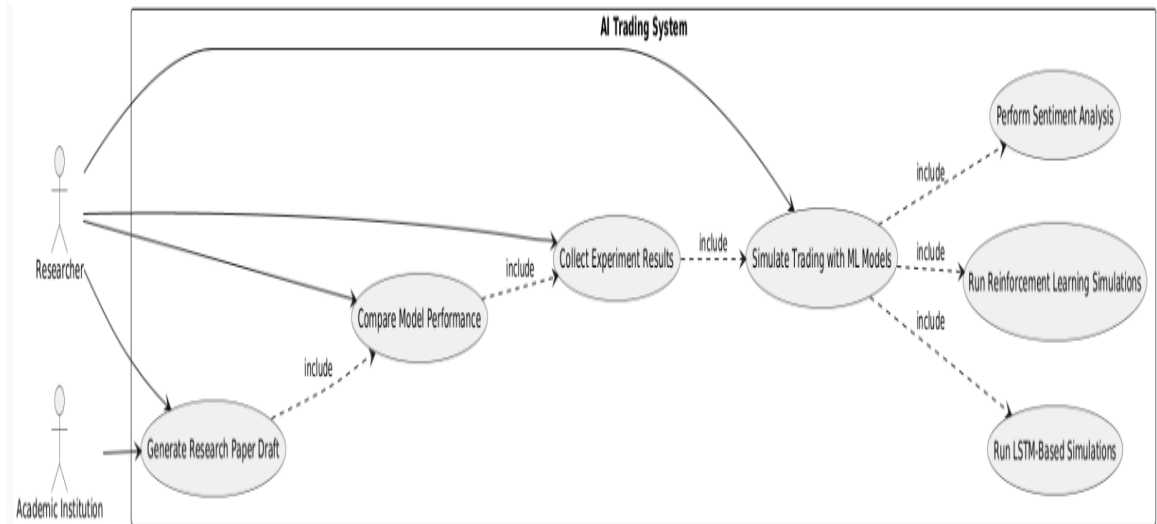 AI Trading System
Perform Sentiment Analysis
include
Researcher
Collect Experiment Results
include
Simulate Trading with ML Models
include
Run Reinforcement Learning Simulations
include
Compare Model Performance
include
include
Generate Research Paper Draft
Run LSTM-Based Simulations
Academic Institution